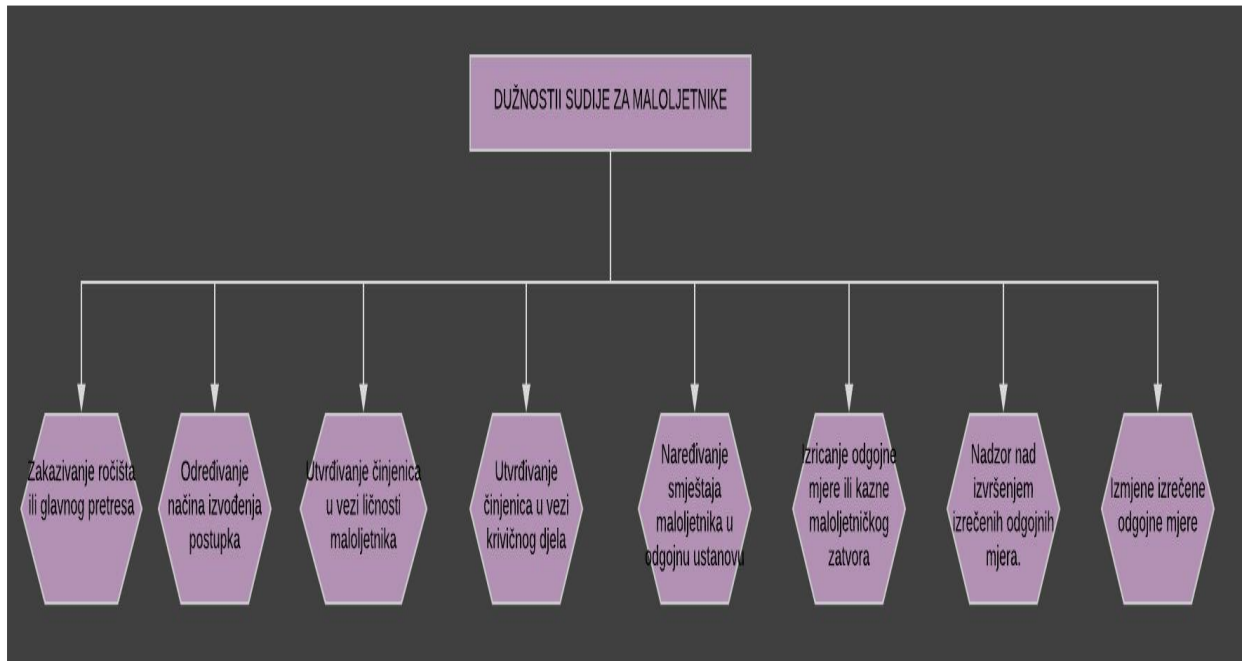 DUŽNOSTII SUDIJE ZA MALOLJETNIKE
Zakazivanje ročišta
ili glavnog pretresa
Određivanje
načina izvođenja
postupka
Utvrđivanje činjenica
u vezi ličnosti
maloljetnika
Utvrđivanje
činjenica u vezi
krivičnog djela
Naređivanje
smještaja
maloljetnika u
odgojnu ustanovu
Izricanje odgojne
mjere ili kazne
maloljetničkog
zatvora
Nadzor nad
izvršenjem
izrečenih odgojnih
mjera.
Izmjene izrečene
odgojne mjere